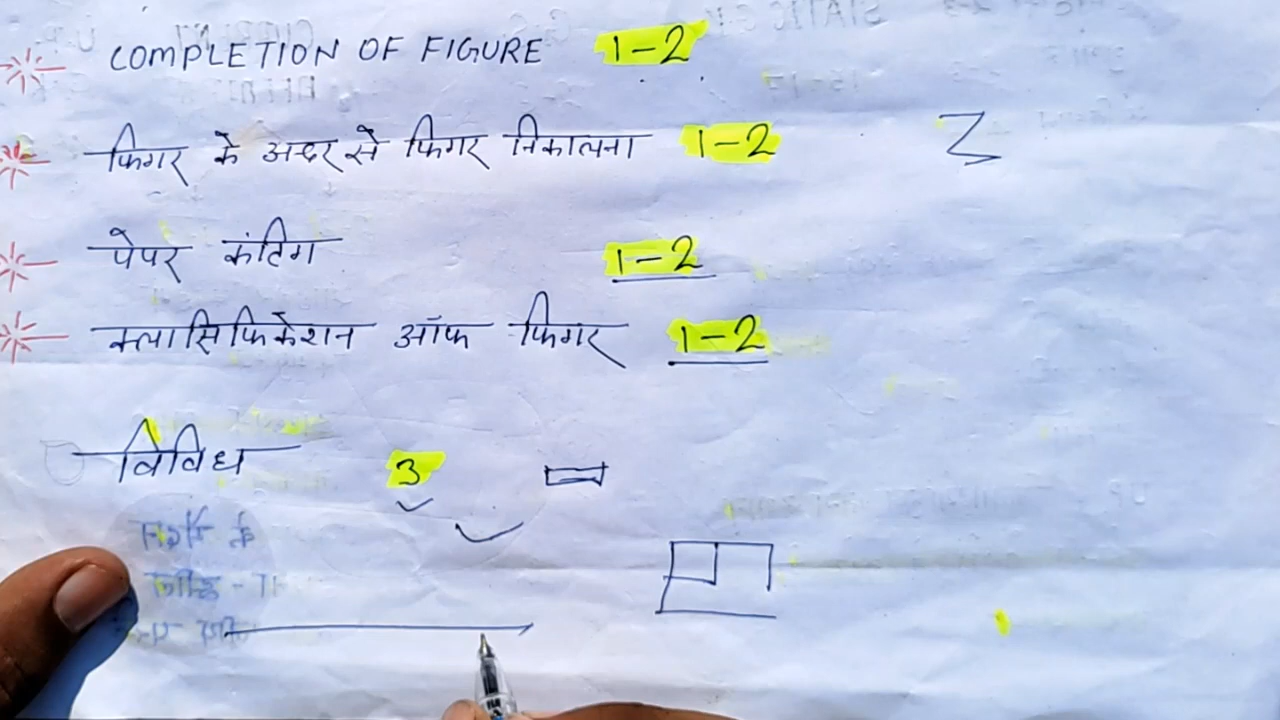 COMPLETION OF FIGURE 1-2
फिगर के अन्दर से फिगर निकालना 1-2
पेपर कंटिग 1-2
क्लासिफिकेशन ऑफ फिगर 1-2
विविध 3